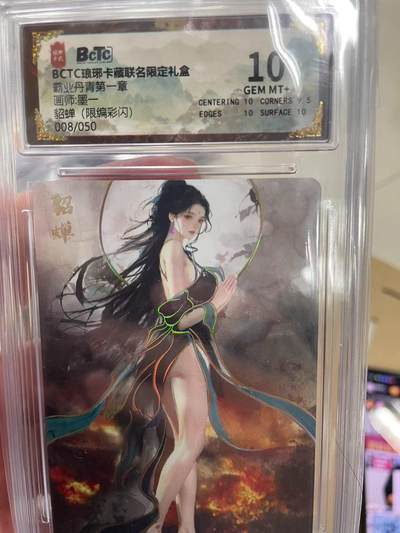 BCTC
BCTC琅琊卡藏联名限定礼盒
霸业丹青第一章
画师:墨一
貂蝉（限编彩闪）
008/050
10
GEM MT+
CENTERING 10 CORNERS 9.5
EDGES 10 SURFACE 10
貂蟬